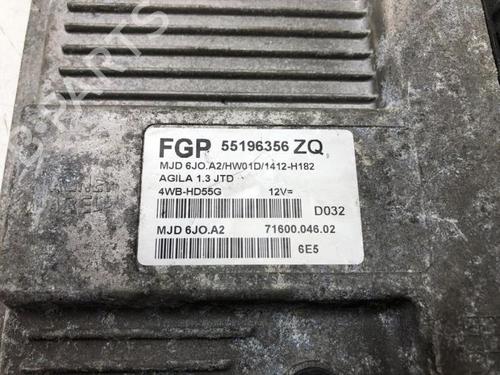 B-PARTS
FGP 55196356 ZQ
MJD 6JO.A2/HW01D/1412-H182
AGILA 1.3 JTD
4WB-HD55G 12V=
D032
MJD 6JO.A2 71600.046.02
6E5